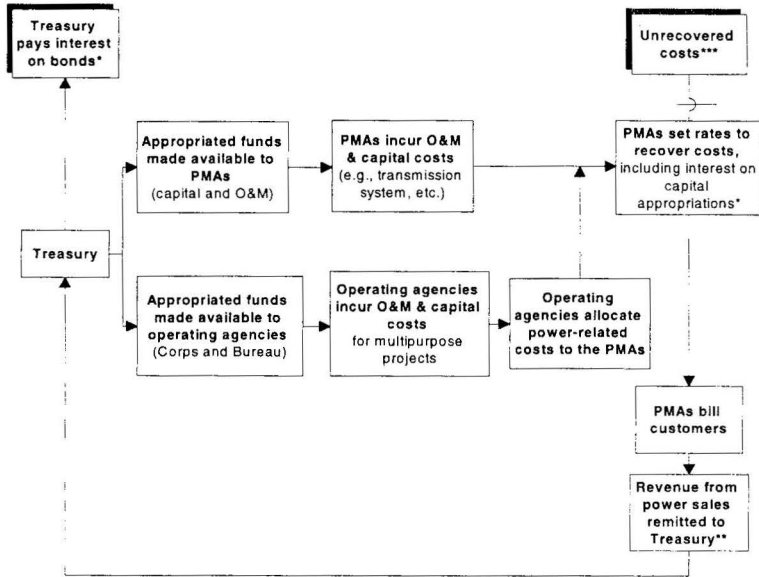 Treasury
pays interest
on bonds*
Unrecovered
costs***
Appropriated funds
made available to
PMAs
(capital and O&M)
PMAs incur O&M
& capital costs
(e.g., transmission
system, etc.)
PMAs set rates to
recover costs,
including interest on
capital
appropriations*
Treasury
Appropriated funds
made available to
operating agencies
(Corps and Bureau)
Operating agencies
incur O&M & capital
costs
for multipurpose
projects
Operating
agencies allocate
power-related
costs to the PMAs
PMAs bill
customers
Revenue from
power sales
remitted to
Treasury**